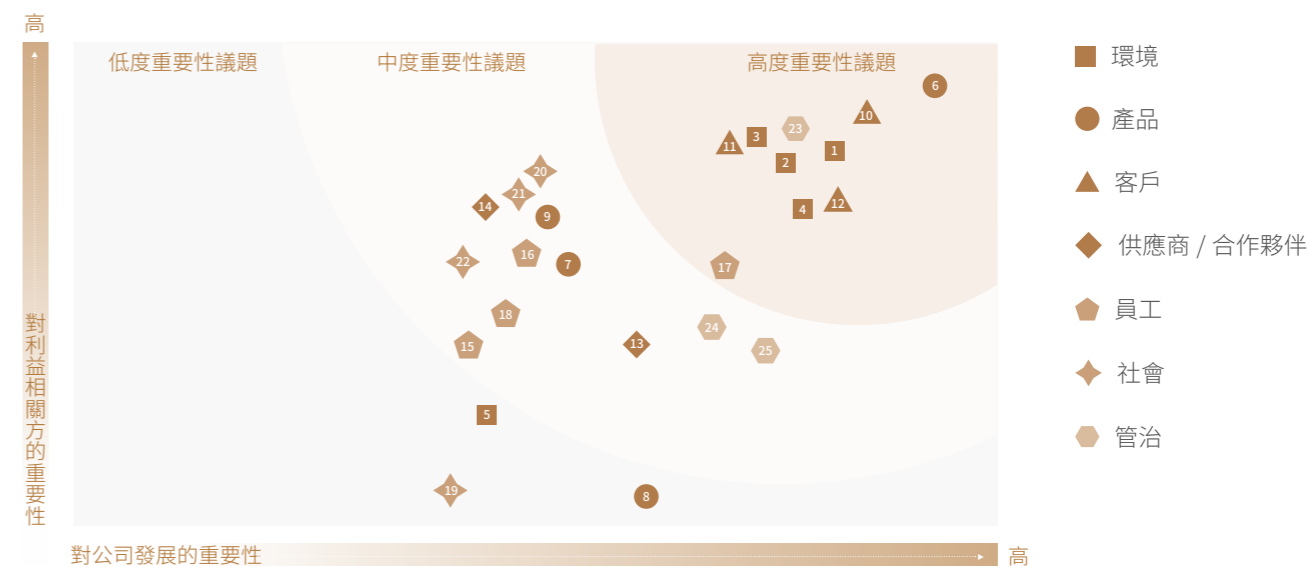 高
低度重要性議題
中度重要性議題
高度重要性議題
6
10
23
3
11
1
2
20
21
14
4
12
9
16
22
7
17
18
24
15
13
25
5
19
8
對利益相關方的重要性
對公司發展的重要性
高
環境
產品
客戶
供應商 / 合作夥伴
員工
社會
管治